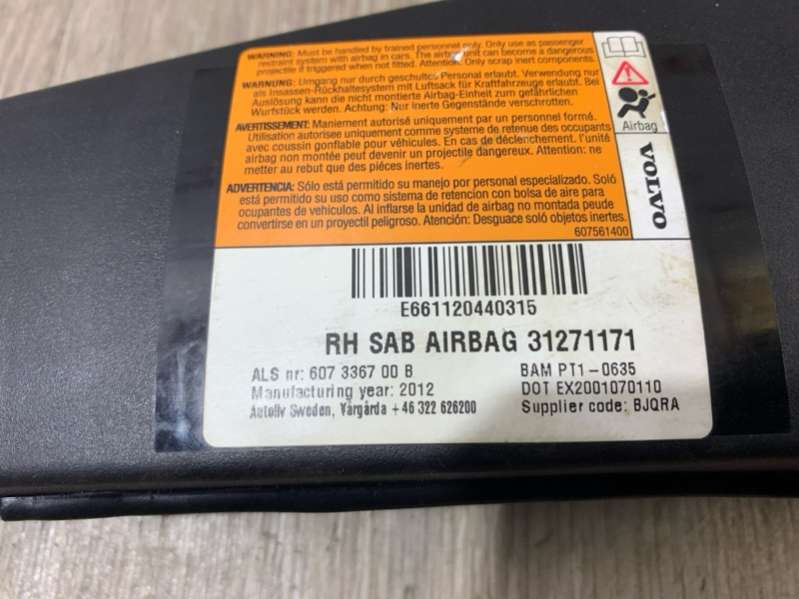 WARNING: Must be handled by trained personnel only. Only use as passenger
restraint system with airbag in cars. The airbag unit can become a dangerous
projectile if triggered when not fitted. Attention: Only scrap inert components.
WARNUNG: Umgang nur durch geschultes Personal erlaubt. Verwendung nur
als Insassen-Rückhaltesystem mit Luftsack für Kraftfahrzeuge erlaubt. Bei
Auslösung kann die nicht montierte Airbag-Einheit zum gefährlichen
Wurfstück werden. Achtung: Nur inerte Gegenstände verschrotten.
AVERTISSEMENT: Maniement autorisé uniquement par un personnel formé.
Utilisation autorisee uniquement comme systeme de retenue des occupants
avec coussin gonflable pour véhicules. En cas de déclenchement, l'unité
airbag non montée peut devenir un projectile dangereux. Attention: ne
metter au rebut que des piéces inertes.
ADVERTENCIA: Sólo está permitido su manejo por personal especializado. Soló
está permitido su uso como sistema de retencion con bolsa de aire para
ocupantes de vehículos. Al inflarse la unidad de airbag no montada peude
convertirse en un proyectil peligroso. Atención: Desguace soló objetos inertes.
607561400
Airbag
VOLVO
E661120440315
RH SAB AIRBAG 31271171
ALS nr: 607 3367 00 B
Manufacturing year: 2012
Autoliv Sweden, Vårgårda +46 322 626200
BAM PT1-0635
DOT EX2001070110
Supplier code: BJQRA